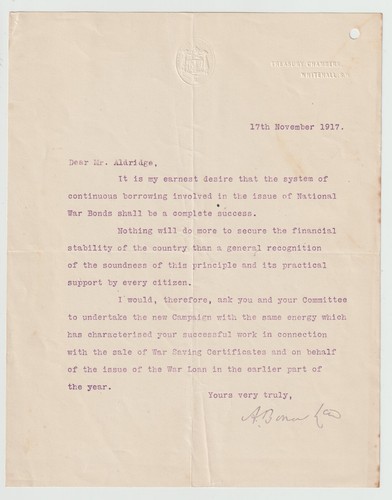 TREASURY CHAMBERS
WHITEHALL S.W.
17th November 1917.
Dear Mr. Aldridge,
It is my earnest desire that the system of
continuous borrowing involved in the issue of National
War Bonds shall be a complete success.
Nothing will do more to secure the financial
stability of the country than a general recognition
of the soundness of this principle and its practical
support by every citizen.
I would, therefore, ask you and your Committee
to undertake the new Campaign with the same energy which
has characterised your successful work in connection
with the sale of War Saving Certificates and on behalf
of the issue of the War Loan in the earlier part of
the year.
Yours very truly,
A. Bonar Law